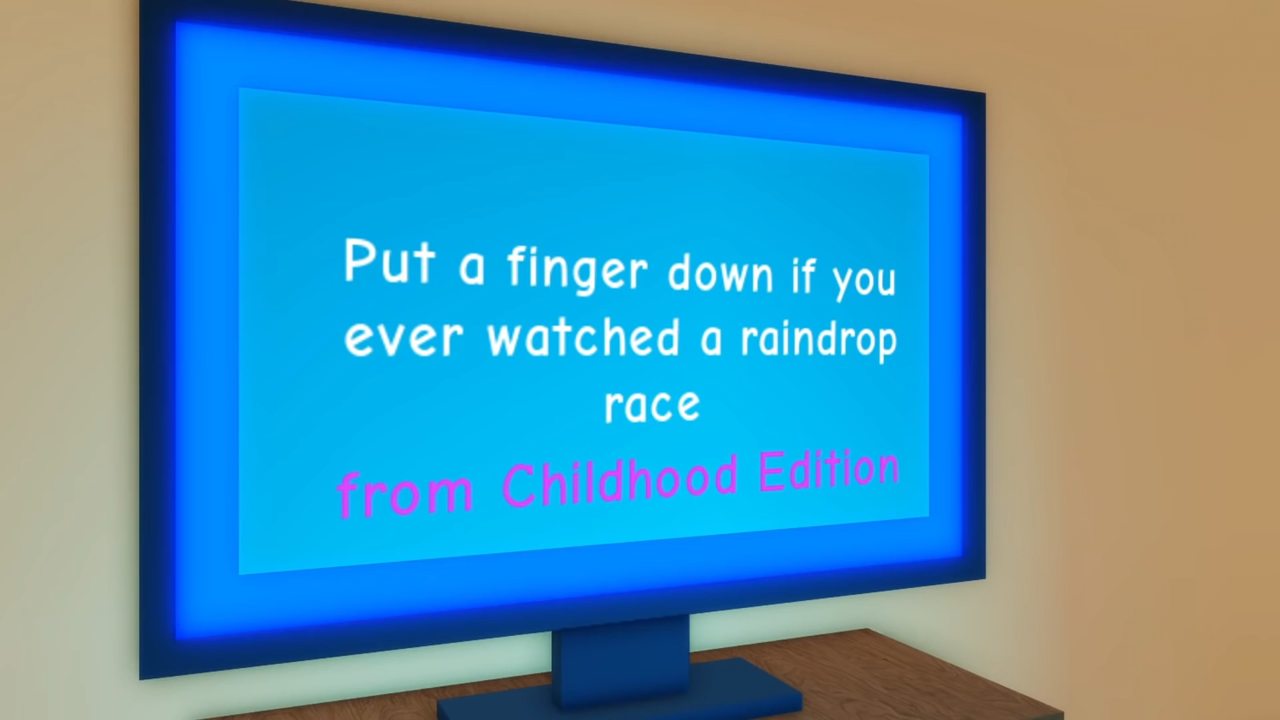 Put a finger down if you
ever watched a raindrop
race
from Childhood Edition